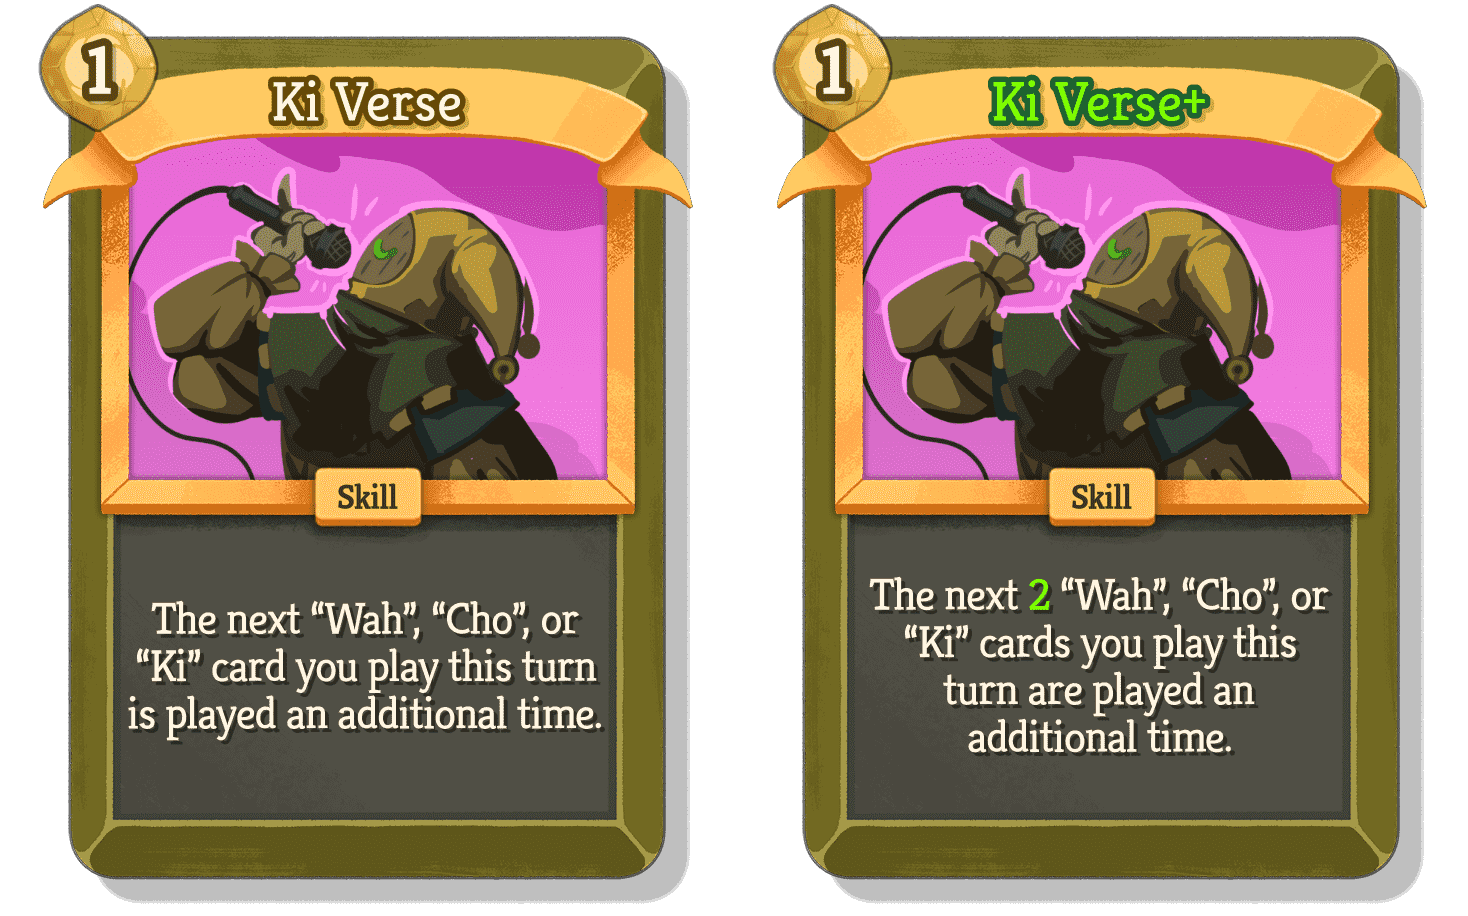 1
Ki Verse
Skill
The next “Wah”, “Cho”, or
“Ki” card you play this turn
is played an additional time.
1
Ki Verse+
Skill
The next 2 “Wah”, “Cho”, or
“Ki” cards you play this
turn are played an
additional time.